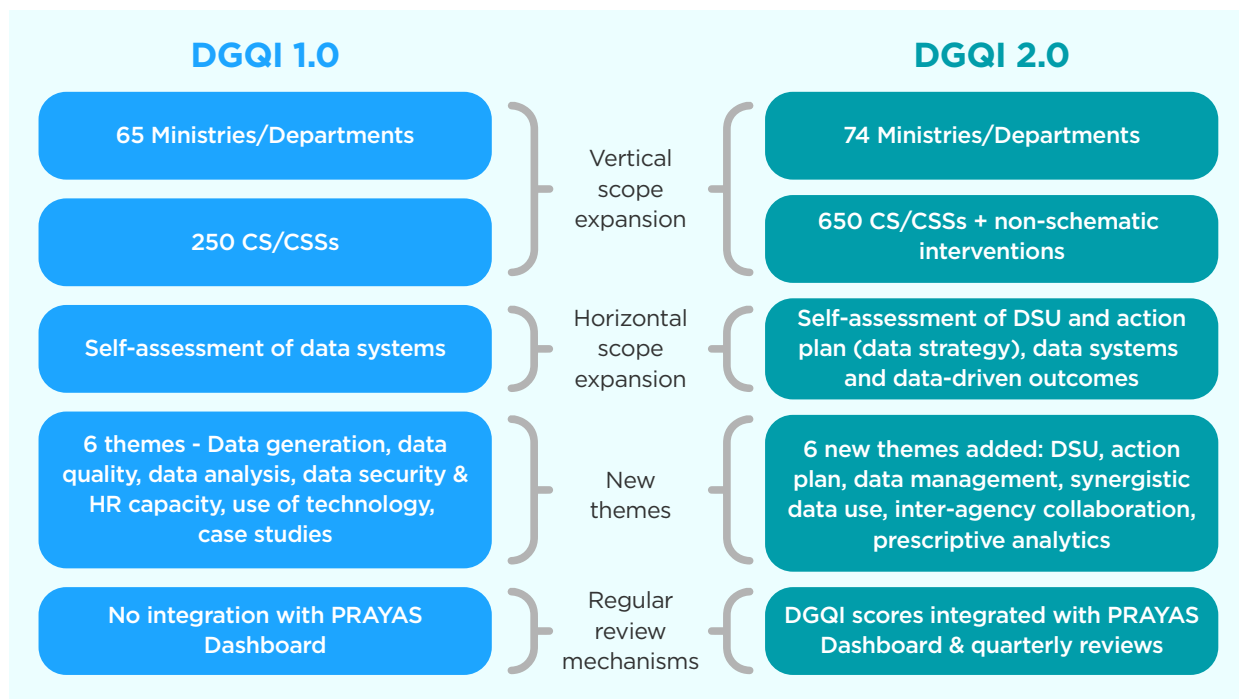 DGQI 1.0
DGQI 2.0
65 Ministries/Departments
250 CS/CSSs
Vertical
scope
expansion
74 Ministries/Departments
650 CS/CSSs + non-schematic
interventions
Self-assessment of data systems
Horizontal
scope
expansion
Self-assessment of DSU and action
plan (data strategy), data systems
and data-driven outcomes
6 themes - Data generation, data
quality, data analysis, data security &
HR capacity, use of technology,
case studies
New
themes
6 new themes added: DSU, action
plan, data management, synergistic
data use, inter-agency collaboration,
prescriptive analytics
No integration with PRAYAS
Dashboard
Regular
review
mechanisms
DGQI scores integrated with PRAYAS
Dashboard & quarterly reviews